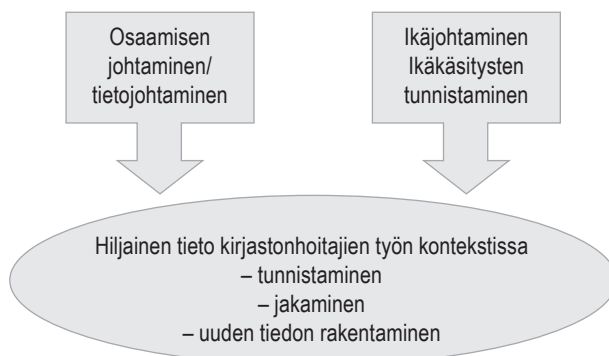 Osaamisen
johtaminen/
tietojohtaminen
Ikäjohtaminen
Ikäkäsitysten
tunnistaminen
Hiljainen tieto kirjastonhoitajien työn kontekstissa
– tunnistaminen
– jakaminen
– uuden tiedon rakentaminen